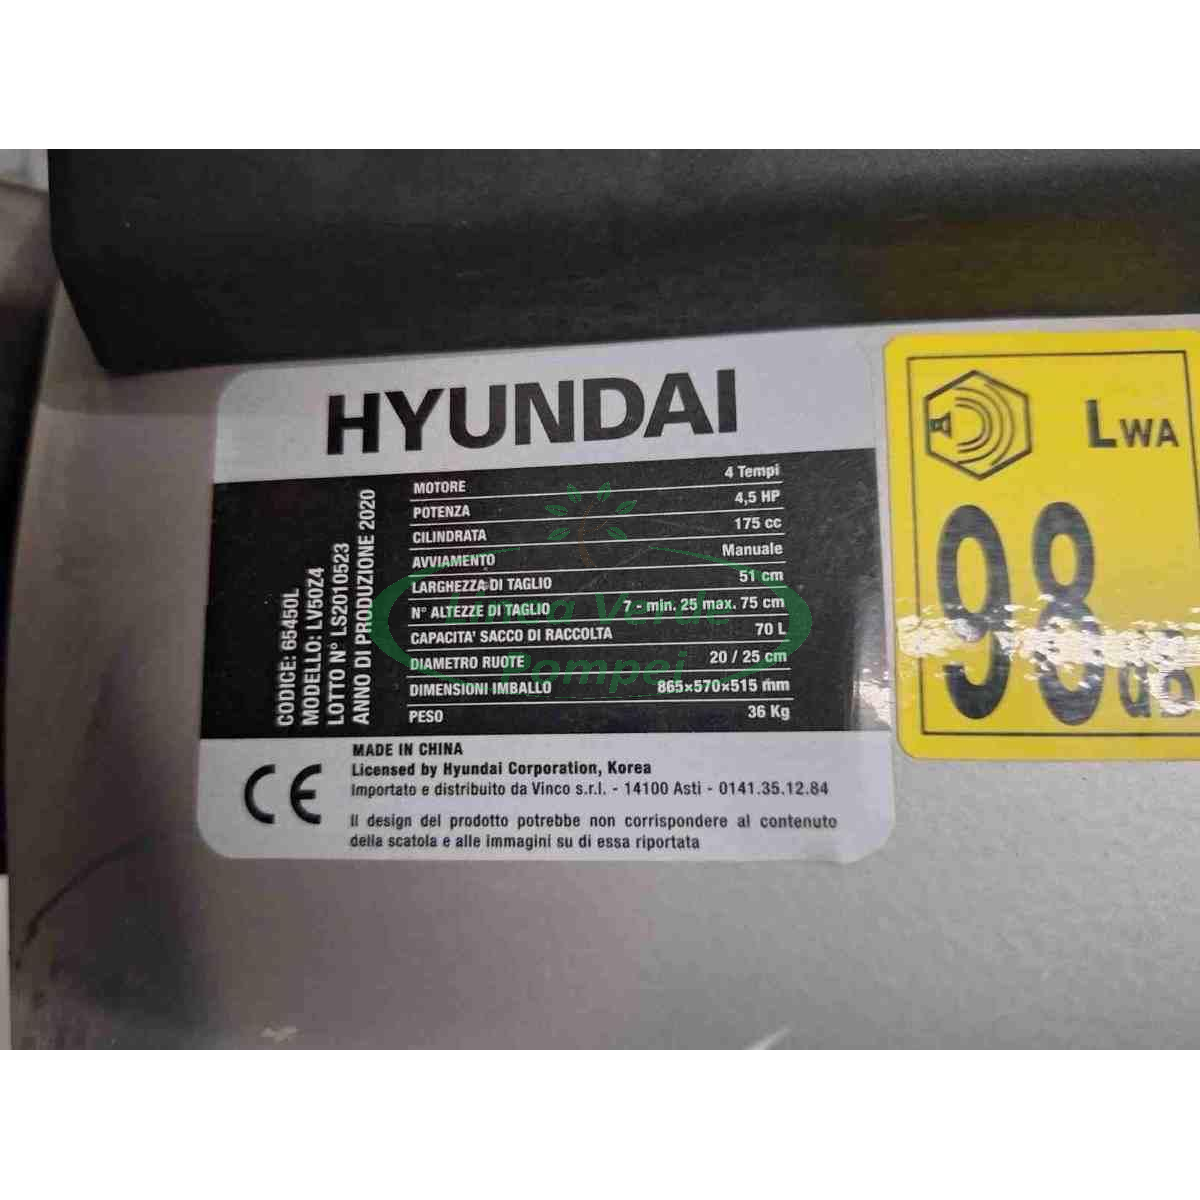 HYUNDAI
CODICE: 65450L
MODELLO: LV50Z4
LOTTO N° LS2010523
ANNO DI PRODUZIONE 2020
MOTORE 4 Tempi
POTENZA 4,5 HP
CILINDRATA 175 cc
AVVIAMENTO Manuale
LARGHEZZA DI TAGLIO 51 cm
N° ALTEZZE DI TAGLIO 7 - min. 25 max. 75 cm
CAPACITA' SACCO DI RACCOLTA 70 L
DIAMETRO RUOTE 20 / 25 cm
DIMENSIONI IMBALLO 865×570×515 mm
PESO 36 Kg
CE
MADE IN CHINA
Licensed by Hyundai Corporation, Korea
Importato e distribuito da Vinco s.r.l. - 14100 Asti - 0141.35.12.84
Il design del prodotto potrebbe non corrispondere al contenuto
della scatola e alle immagini su di essa riportata
LWA
98
dB
Linea Verde
Pompei